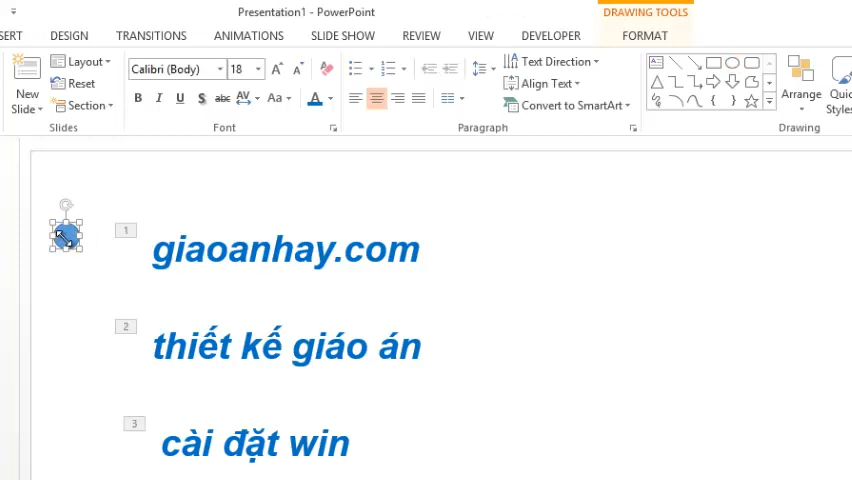 Presentation1 - PowerPoint
DRAWING TOOLS
SERT DESIGN TRANSITIONS ANIMATIONS SLIDE SHOW REVIEW VIEW DEVELOPER FORMAT
New Slide
Layout
Reset
Section
Slides
Calibri (Body) 18 A A
B I U S abc AV Aa A
Font
Text Direction
Align Text
Convert to SmartArt
Paragraph
Arrange
Quic
Styles
Drawing
1
giaoanhay.com
2
thiết kế giáo án
3
cài đặt win